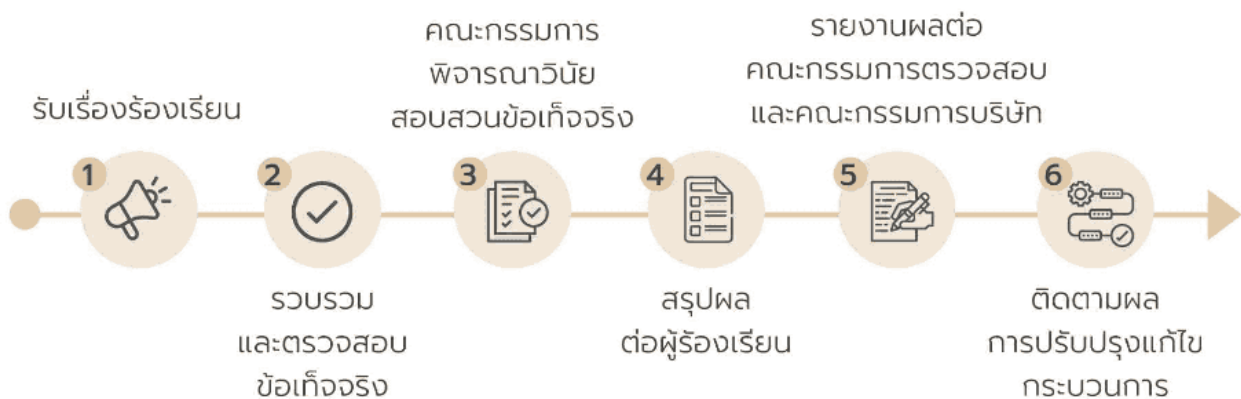 1
รับเรื่องร้องเรียน
2
รวบรวม
และตรวจสอบ
ข้อเท็จจริง
3
คณะกรรมการ
พิจารณาวินัย
สอบสวนข้อเท็จจริง
4
สรุปผล
ต่อผู้ร้องเรียน
5
รายงานผลต่อ
คณะกรรมการตรวจสอบ
และคณะกรรมการบริษัท
6
ติดตามผล
การปรับปรุงแก้ไข
กระบวนการ